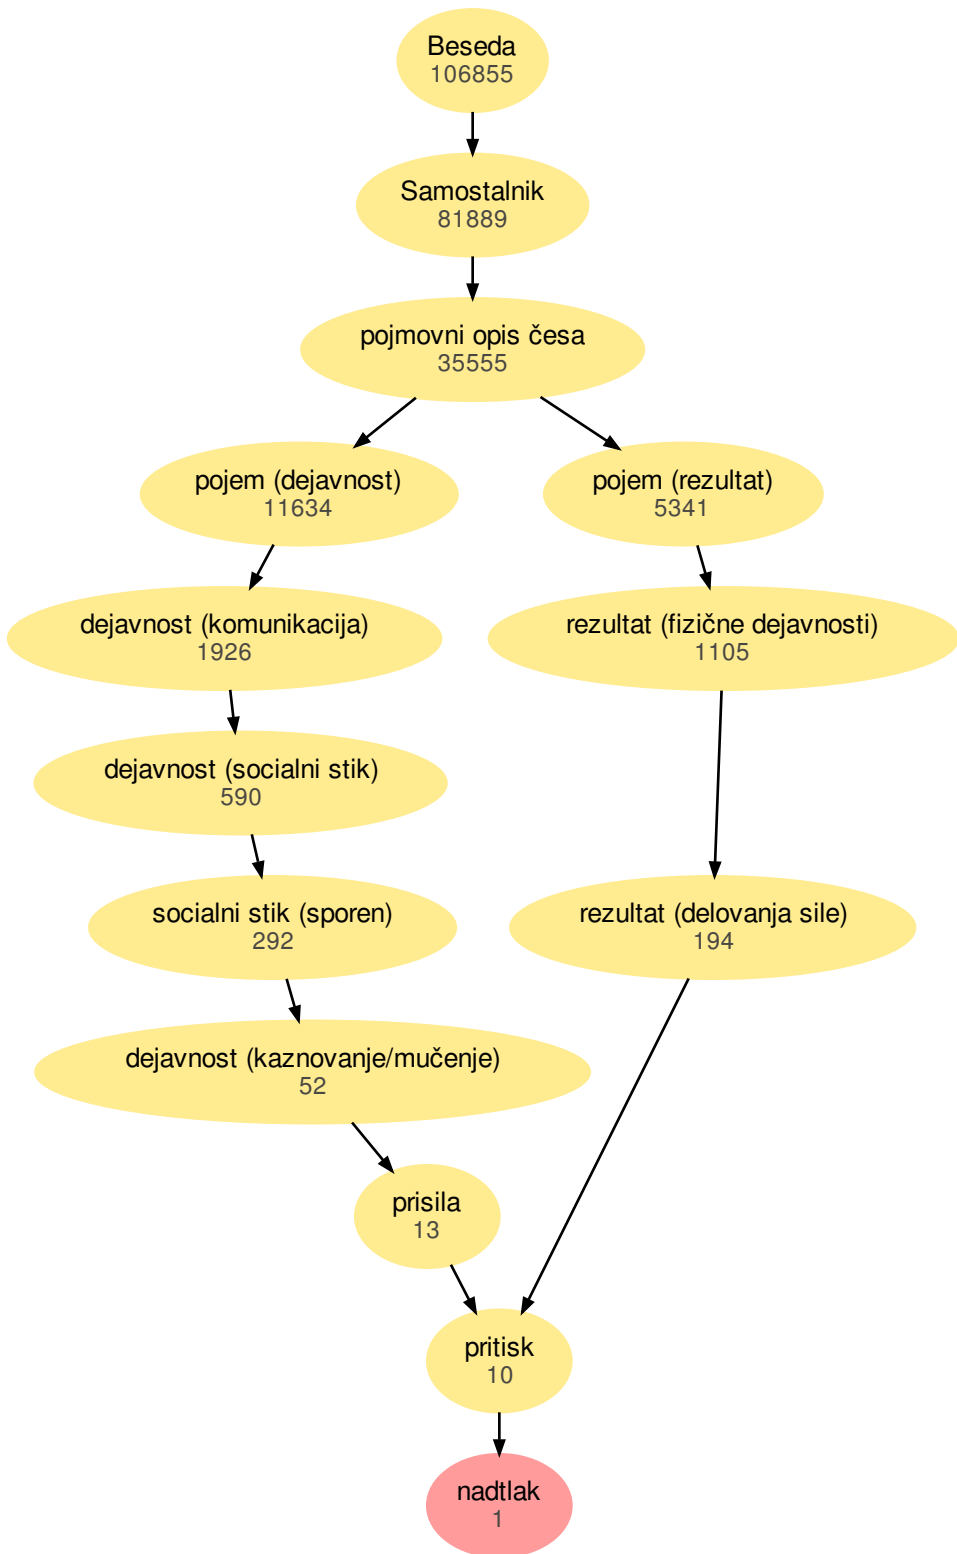 Beseda
106855
Samostalnik
81889
pojmovni opis česa
35555
pojem (dejavnost)
11634
pojem (rezultat)
5341
dejavnost (komunikacija)
1926
rezultat (fizične dejavnosti)
1105
dejavnost (socialni stik)
590
socialni stik (sporen)
292
rezultat (delovanja sile)
194
dejavnost (kaznovanje/mučenje)
52
prisila
13
pritisk
10
nadtlak
1